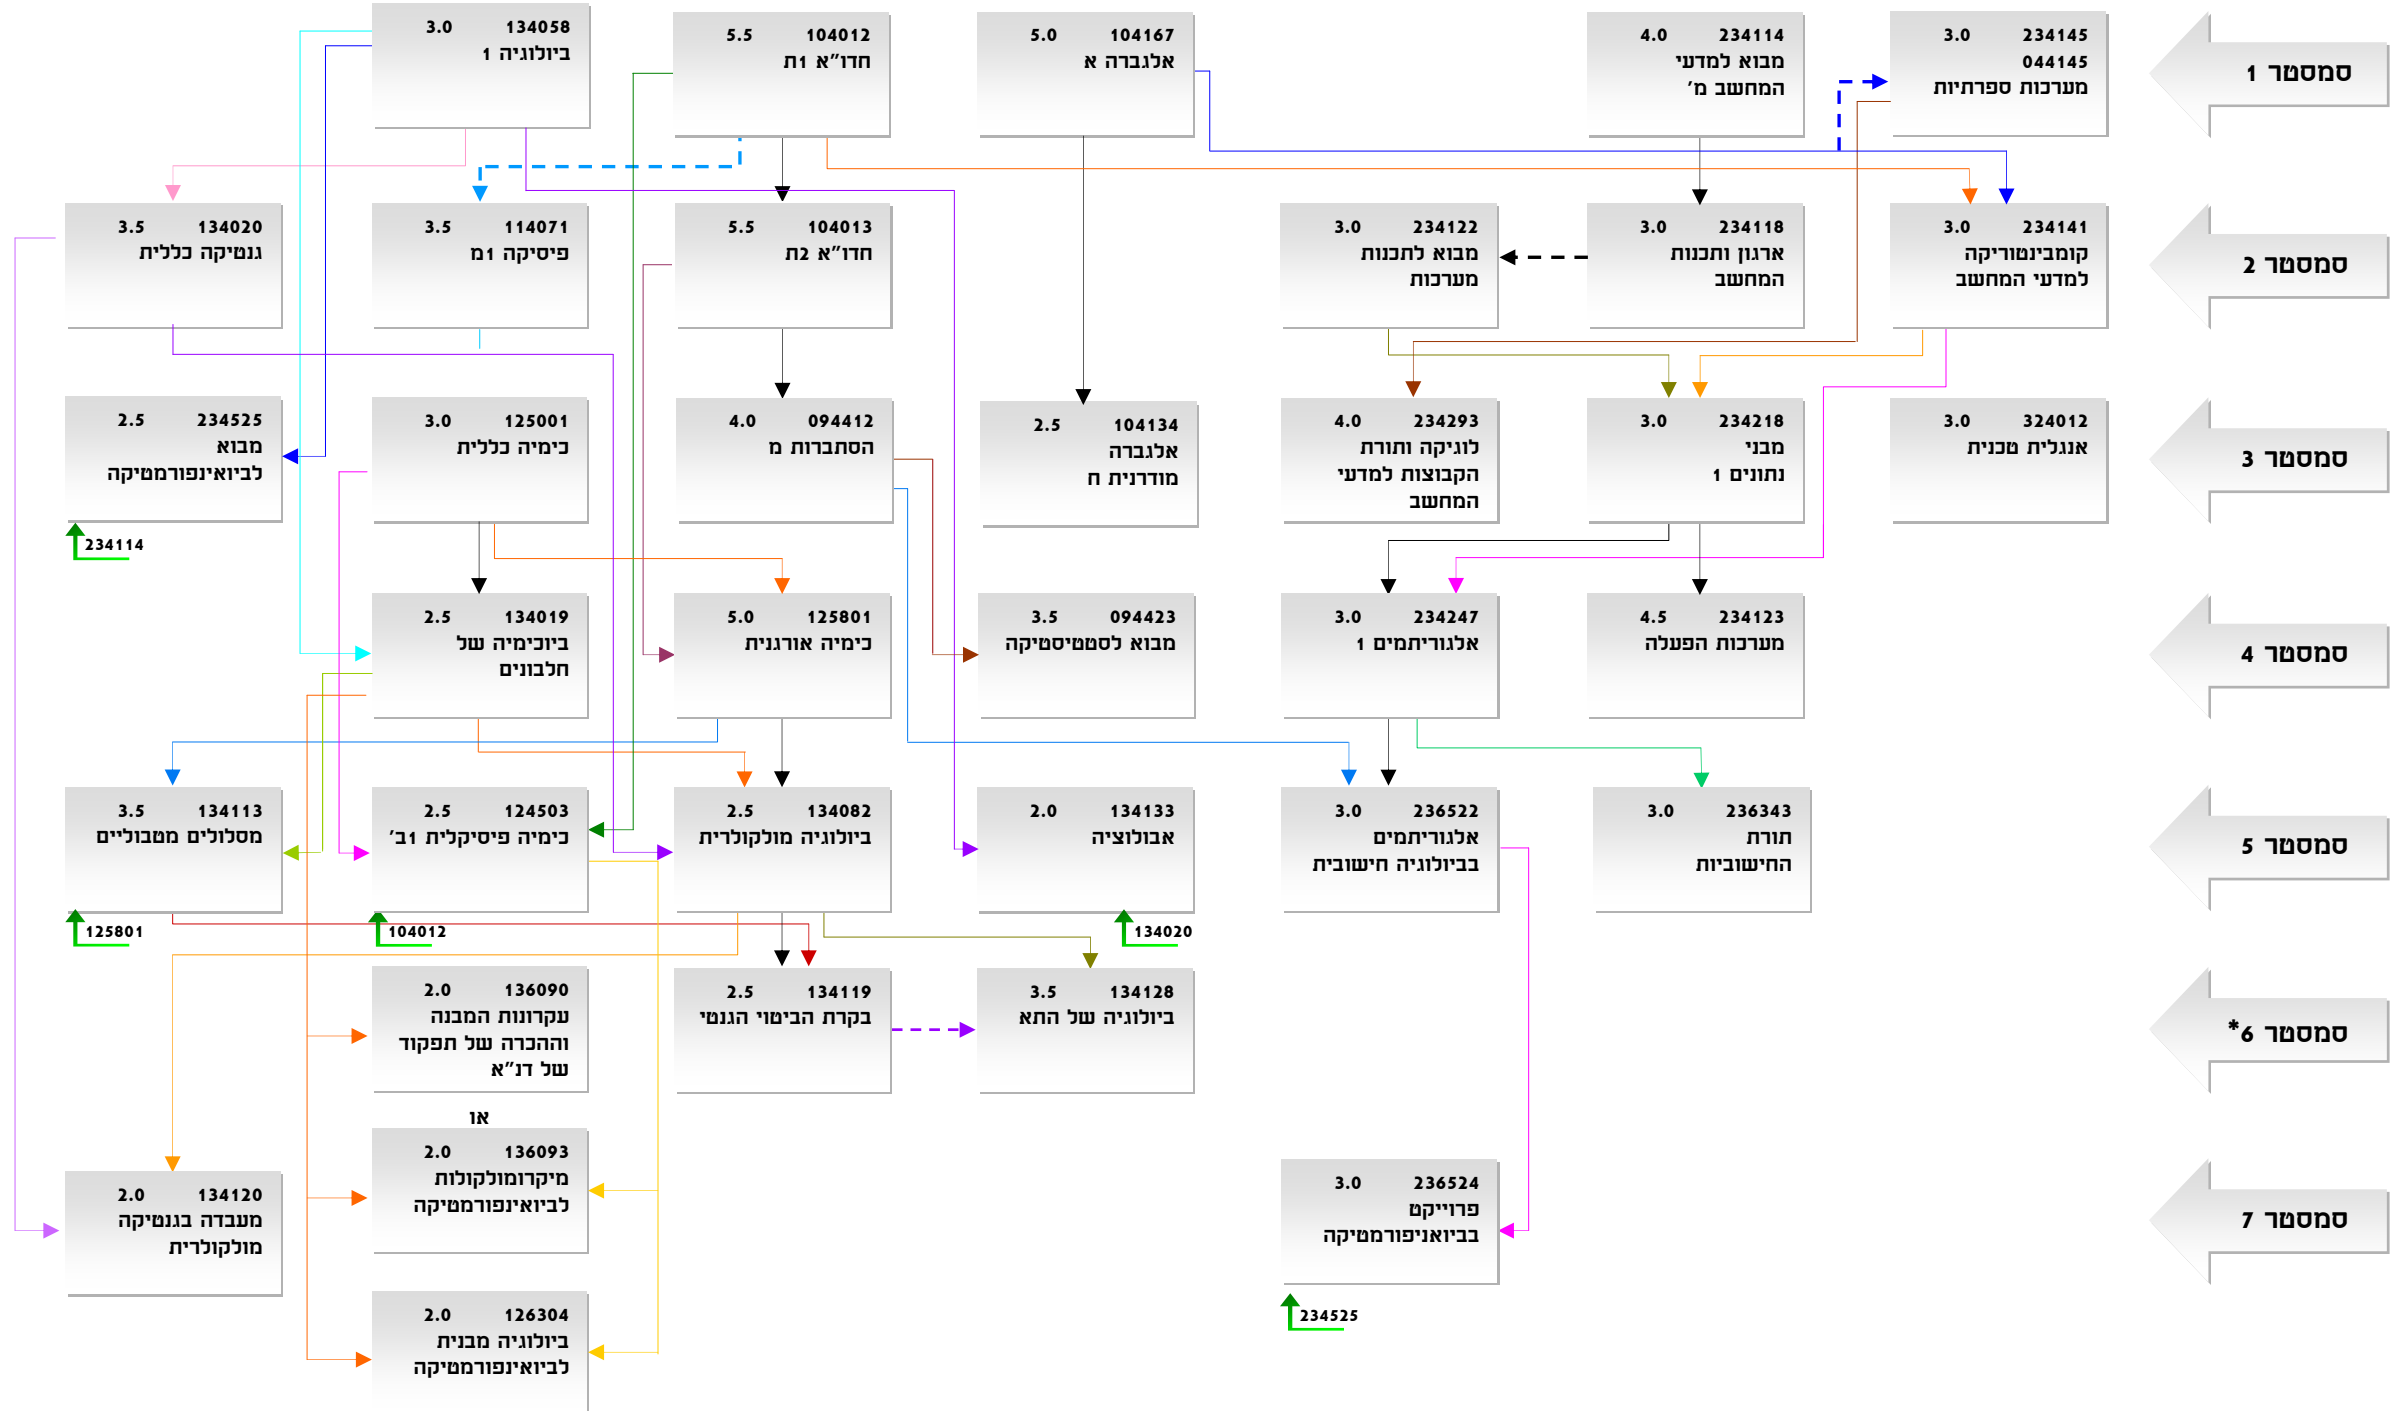 סמסטר 1
234145 3.0
044145
מערכות ספרתיות
234114 4.0
מבוא למדעי
המחשב מ'
104167 5.0
אלגברה א
104012 5.5
חדו"א 1ת
134058 3.0
ביולוגיה 1
סמסטר 2
234141 3.0
קומבינטוריקה
למדעי המחשב
234118 3.0
ארגון ותכנות
המחשב
234122 3.0
מבוא לתכנות
מערכות
104013 5.5
חדו"א 2ת
114071 3.5
פיסיקה 1מ
134020 3.5
גנטיקה כללית
סמסטר 3
324012 3.0
אנגלית טכנית
234218 3.0
מבני
נתונים 1
234293 4.0
לוגיקה ותורת
הקבוצות למדעי
המחשב
104134 2.5
אלגברה
מודרנית ח
094412 4.0
הסתברות מ
125001 3.0
כימיה כללית
234525 2.5
מבוא
לביואינפורמטיקה
234114
סמסטר 4
234123 4.5
מערכות הפעלה
234247 3.0
אלגוריתמים 1
094423 3.5
מבוא לסטטיסטיקה
125801 5.0
כימיה אורגנית
134019 2.5
ביוכימיה של
חלבונים
סמסטר 5
236343 3.0
תורת
החישוביות
236522 3.0
אלגוריתמים
בביולוגיה חישובית
134133 2.0
אבולוציה
134020
134082 2.5
ביולוגיה מולקולרית
124503 2.5
כימיה פיסיקלית 1ב'
104012
134113 3.5
מסלולים מטבוליים
125801
סמסטר 6*
134128 3.5
ביולוגיה של התא
134119 2.5
בקרת הביטוי הגנטי
136090 2.0
עקרונות המבנה
וההכרה של תפקוד
של דנ"א
או
סמסטר 7
236524 3.0
פרוייקט
בביואניפורמטיקה
234525
136093 2.0
מיקרומולקולות
לביואינפורמטיקה
134120 2.0
מעבדה בגנטיקה
מולקולרית
126304 2.0
ביולוגיה מבנית
לביואינפורמטיקה